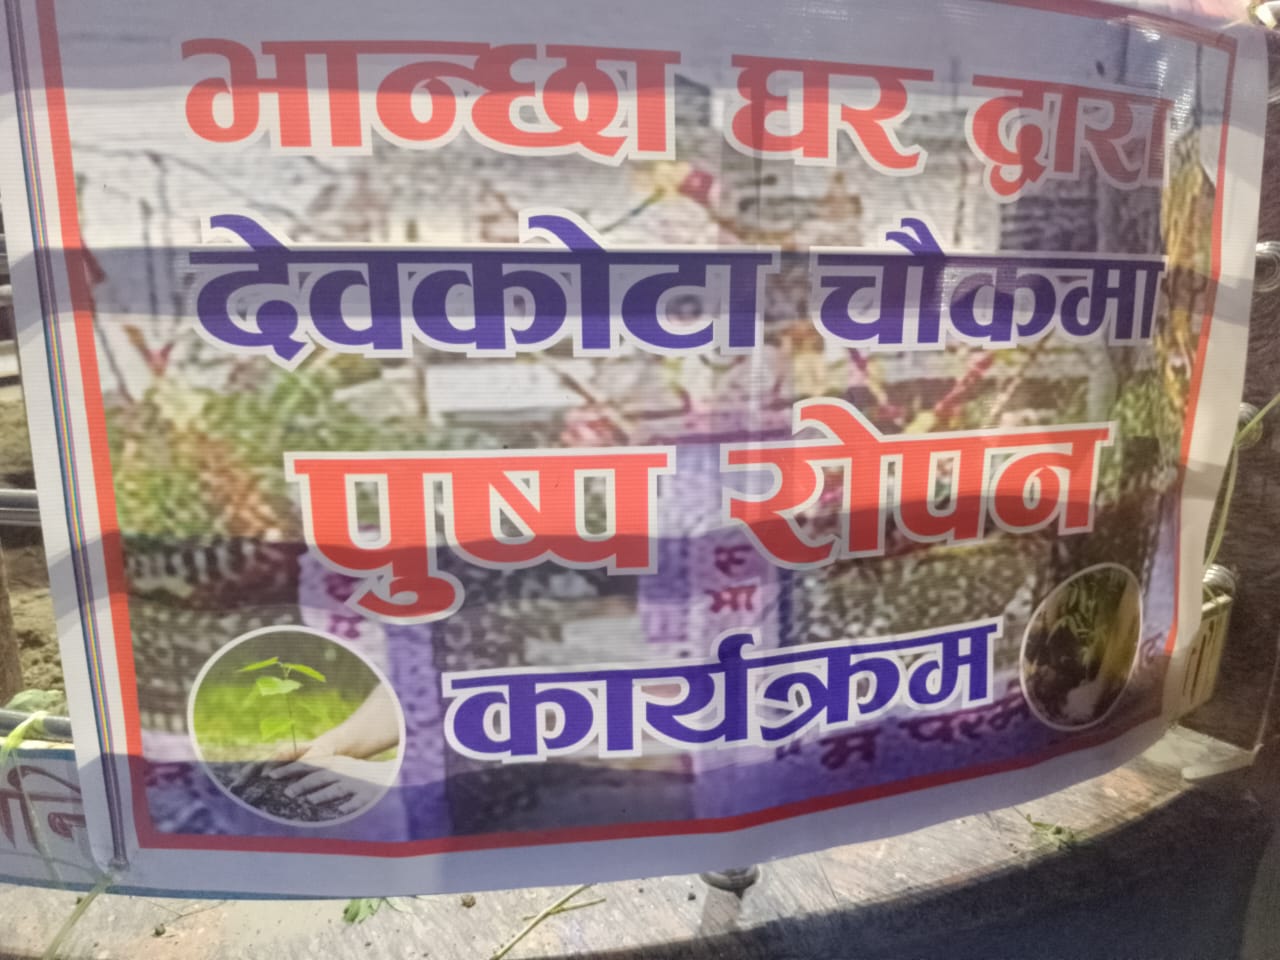 भान्छा घर द्वारा
देवकोटा चौकमा
पुष्प रोपन
कार्यक्रम